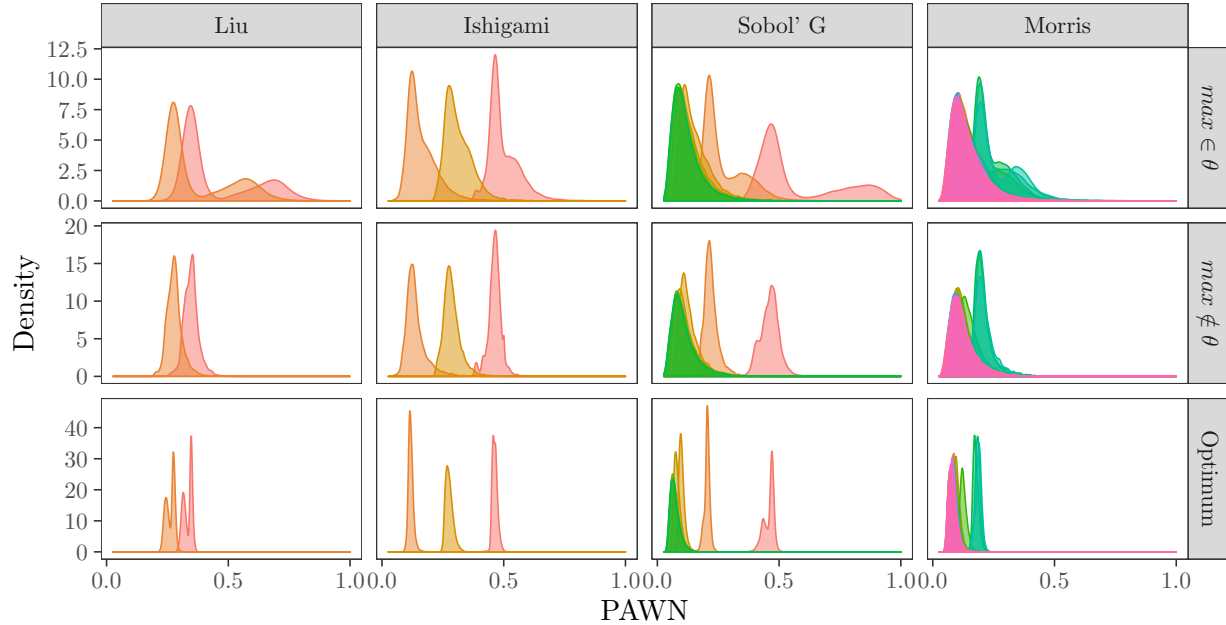 Liu Ishigami Sobol' G Morris
12.5
10.0
7.5
5.0
2.5
0.0
max ∈ θ
20
15
10
5
0
max ∉ θ
40
30
20
10
0
Optimum
Density
0.0 0.5 1.0 0.0 0.5 1.0 0.0 0.5 1.0 0.0 0.5 1.0
PAWN